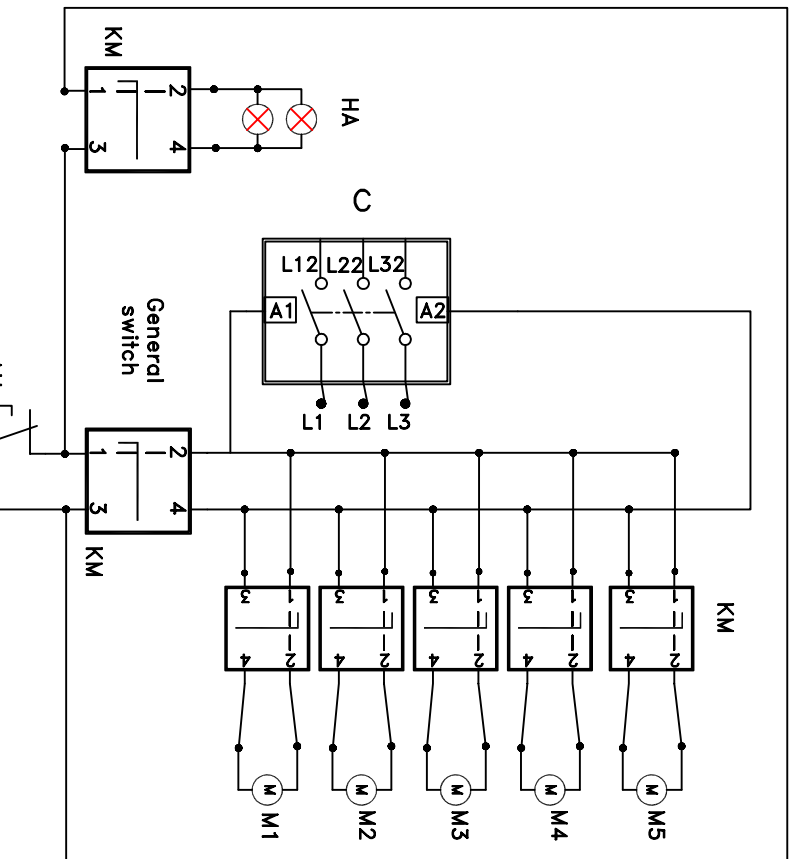 KM
1 2
3 4
HA
C
L12 L22 L32
A1 A2
L1 L2 L3
General
switch
1 2
3 4
KM
KM
3 1 3 1 3 1 3 1 3 1
4 2 4 2 4 2 4 2 4 2
M M M M M
M1 M2 M3 M4 M5